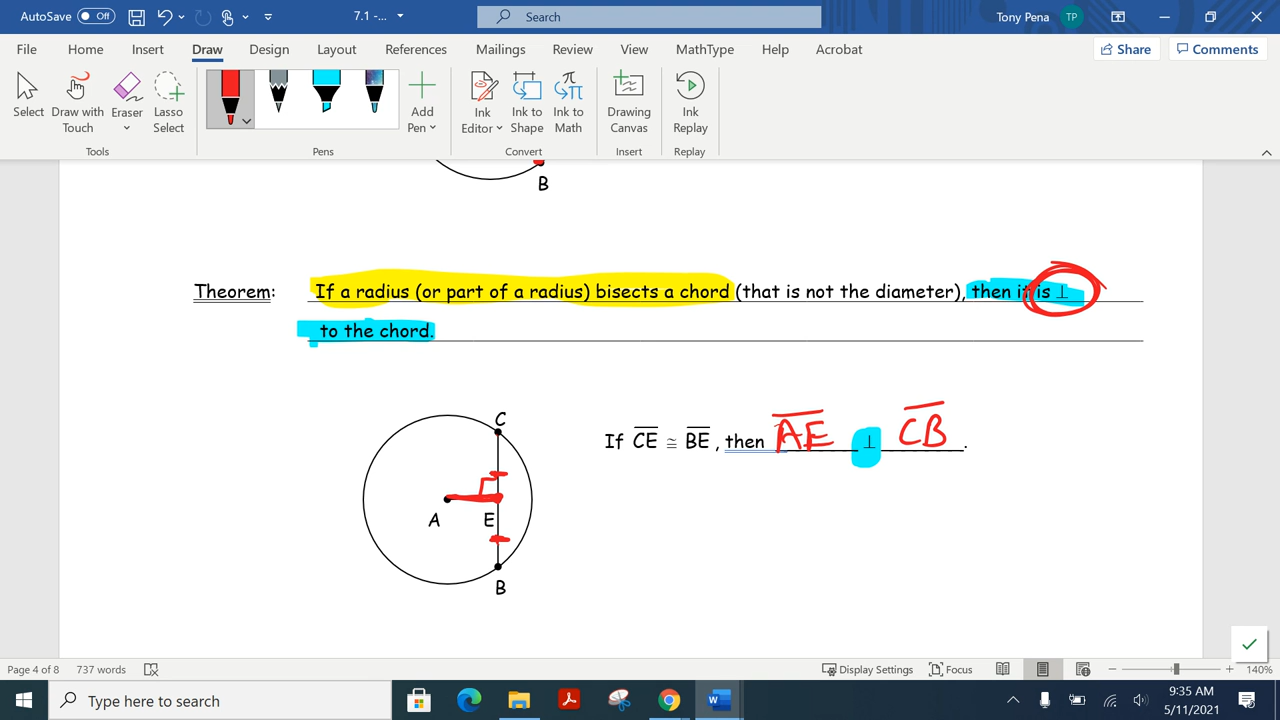 AutoSave Off 7.1 -... Search Tony Pena TP
File Home Insert Draw Design Layout References Mailings Review View MathType Help Acrobat Share Comments
Select Draw with Touch Eraser Lasso Select Add Pen Ink Editor Ink to Shape Ink to Math Drawing Canvas Ink Replay
Tools Pens Convert Insert Replay
B
Theorem: If a radius (or part of a radius) bisects a chord (that is not the diameter), then it is ⊥
to the chord.
C
If CE ≅ BE, then AE ⊥ CB.
A E
B
Page 4 of 8 737 words Display Settings Focus 140%
Type here to search 9:35 AM
5/11/2021